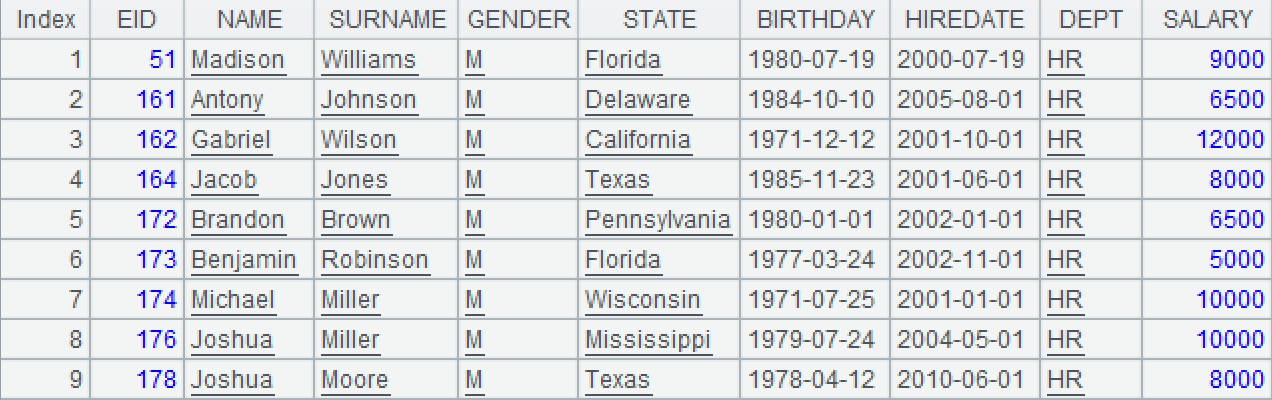 Index EID NAME SURNAME GENDER STATE BIRTHDAY HIREDATE DEPT SALARY
1 51 Madison Williams M Florida 1980-07-19 2000-07-19 HR 9000
2 161 Antony Johnson M Delaware 1984-10-10 2005-08-01 HR 6500
3 162 Gabriel Wilson M California 1971-12-12 2001-10-01 HR 12000
4 164 Jacob Jones M Texas 1985-11-23 2001-06-01 HR 8000
5 172 Brandon Brown M Pennsylvania 1980-01-01 2002-01-01 HR 6500
6 173 Benjamin Robinson M Florida 1977-03-24 2002-11-01 HR 5000
7 174 Michael Miller M Wisconsin 1971-07-25 2001-01-01 HR 10000
8 176 Joshua Miller M Mississippi 1979-07-24 2004-05-01 HR 10000
9 178 Joshua Moore M Texas 1978-04-12 2010-06-01 HR 8000